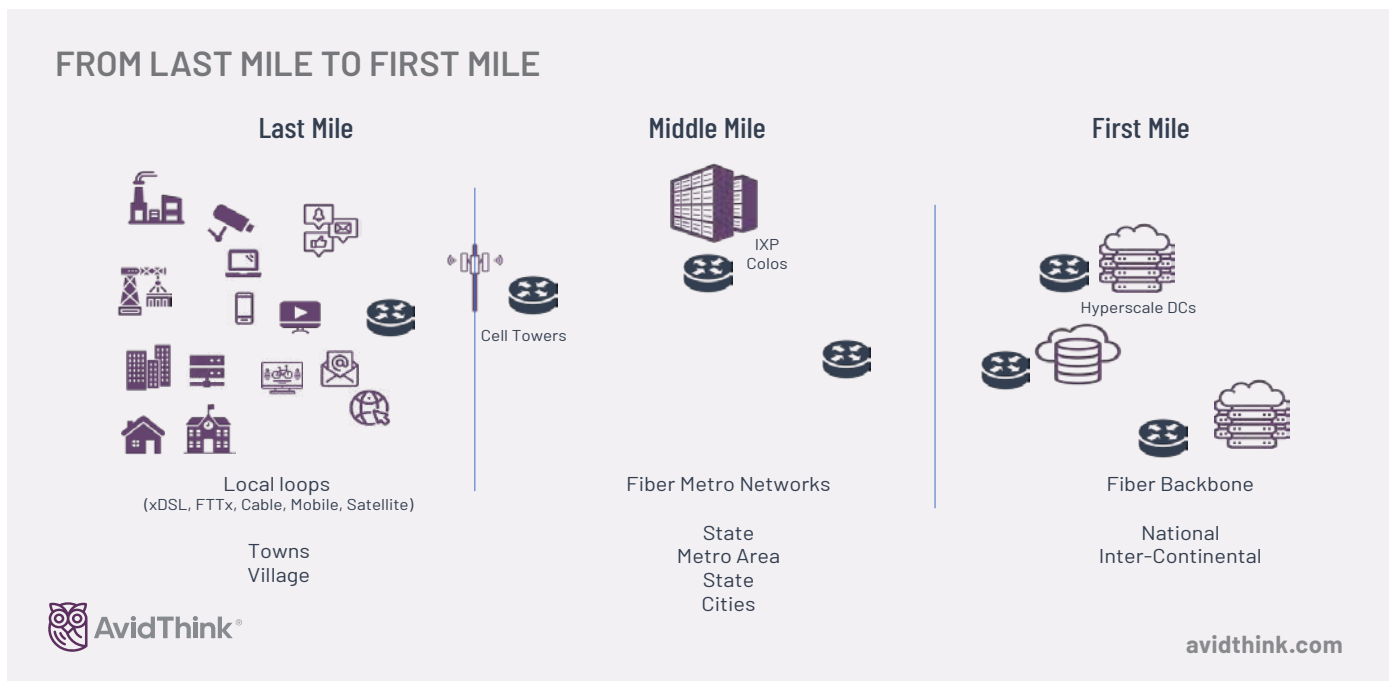 FROM LAST MILE TO FIRST MILE
Last Mile
Middle Mile
First Mile
IXP
Colos
Cell Towers
Hyperscale DCs
Local loops
(xDSL, FTTx, Cable, Mobile, Satellite)
Towns
Village
Fiber Metro Networks
State
Metro Area
State
Cities
Fiber Backbone
National
Inter-Continental
AvidThink®
avidthink.com